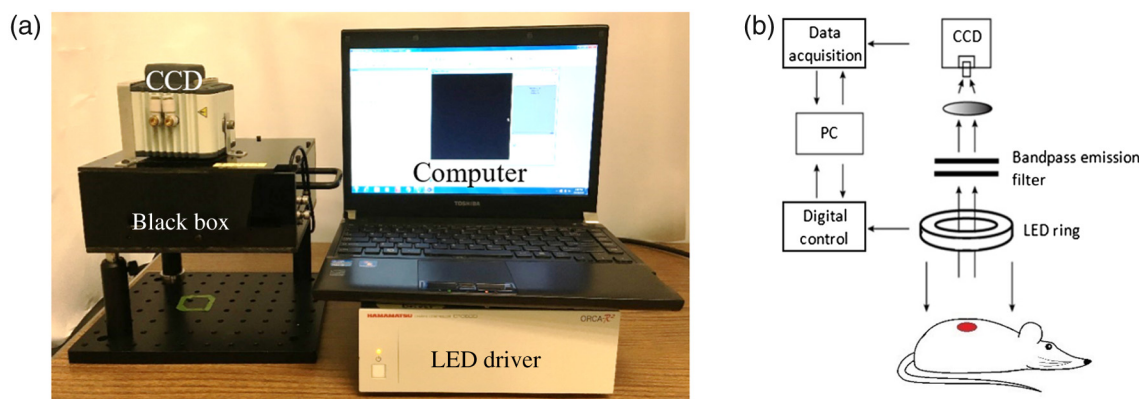 (a)
CCD
Computer
TOSHIBA
Black box
HAMAMATSU
ORCA-R2
LED driver
(b)
Data
acquisition
CCD
PC
Bandpass emission
filter
Digital
control
LED ring